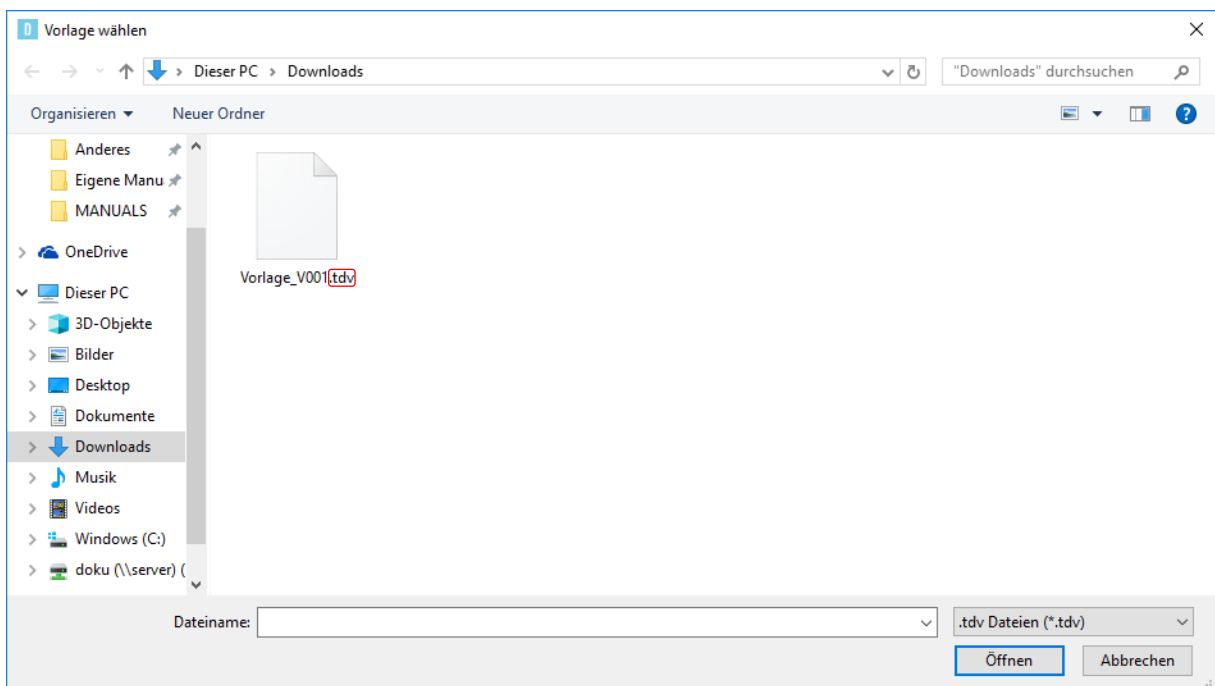 D Vorlage wählen
Dieser PC > Downloads
"Downloads" durchsuchen
Organisieren
Neuer Ordner
?
Anderes
Eigene Manu
MANUALS
OneDrive
Dieser PC
3D-Objekte
Bilder
Desktop
Dokumente
Downloads
Musik
Videos
Windows (C:)
doku (\\server) (
Vorlage_V001.tdv
Dateiname:
.tdv Dateien (*.tdv)
Öffnen
Abbrechen